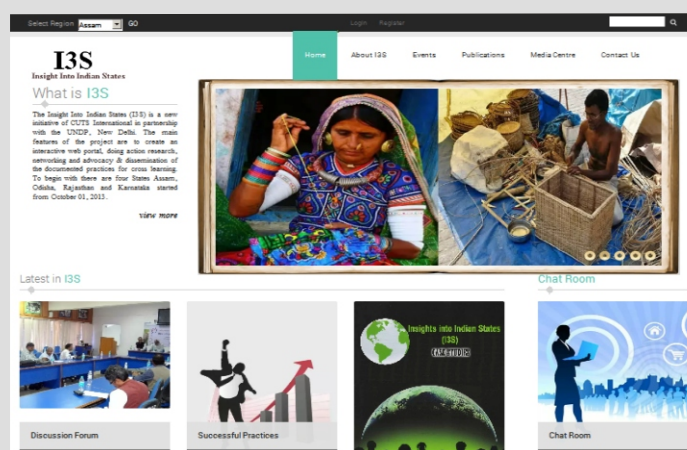 Select Region Assam GO Login Register
I3S
Insight Into Indian States
Home About I3S Events Publications Media Centre Contact Us
What is I3S
The Insight Into Indian States (I3S) is a new
initiative of CUTS International in partnership
with the UNDP, New Delhi. The main
features of the project are to create an
interactive web portal, doing action research,
networking and advocacy & dissemination of
the documented practices for cross learning.
To begin with there are four States Assam,
Odisha, Rajasthan and Karnataka started
from October 01, 2013.
view more
Latest in I3S
Chat Room
Insights into Indian States
(I3S)
CASE STUDIES
Discussion Forum
Successful Practices
Chat Room